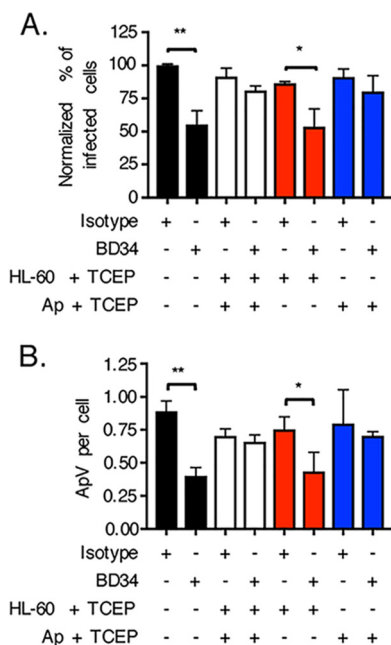 A.
Normalized % of
infected cells
125
100
75
50
25
0
**
*
Isotype + - + - + - + -
BD34 - + - + - + - +
HL-60 + TCEP - - + + + + - -
Ap + TCEP - - + + - - + +
B.
ApV per cell
1.25
1.00
0.75
0.50
0.25
0.00
**
*
Isotype + - + - + - + -
BD34 - + - + - + - +
HL-60 + TCEP - - + + + + - -
Ap + TCEP - - + + - - + +